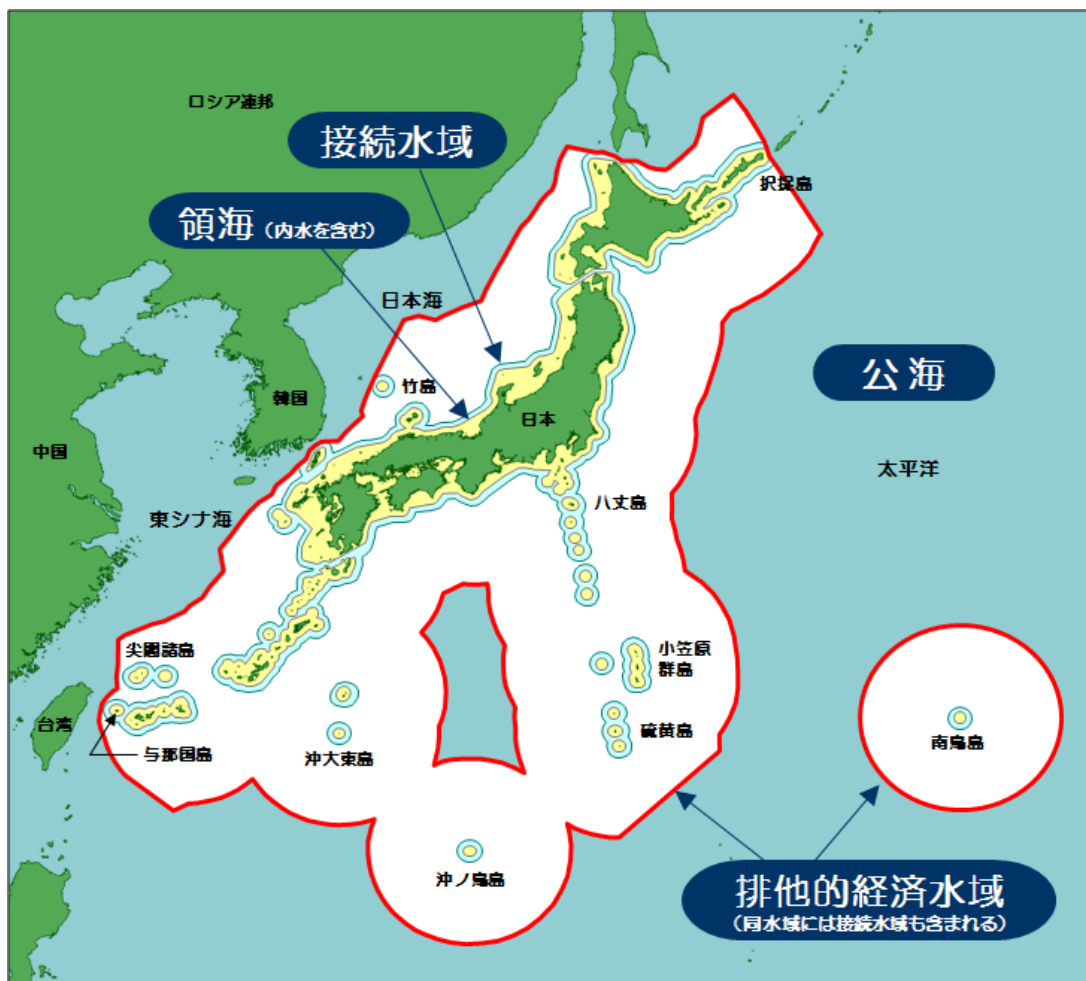 ロシア連邦
接続水域
択捉島
領海（内水を含む）
日本海
公海
竹島
韓国
日本
中国
太平洋
八丈島
東シナ海
尖閣諸島
小笠原
群島
台湾
硫黄島
南鳥島
与那国島
沖大東島
沖ノ鳥島
排他的経済水域
（同水域には接続水域も含まれる）